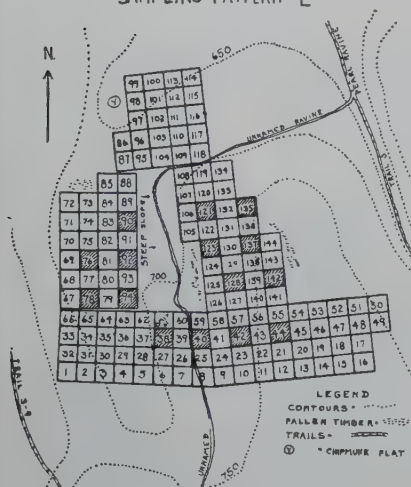 SAMPLING PATTERN
N.
650
99 100 113 114
Y 98 101 112 115
97 102 111 116
86 96 103 110 117
87 95 104 109 118
UNNAMED RAVINE
PEARL RAVINE
TRAIL S
85 88
108 119 134
72 73 84 89
107 120 133
71 74 83 90
106 121 132 135
70 75 82 91
105 122 131 136
STEEP SLOPE
69 76 81 92
123 130 137 144
68 77 80 93
124 129 138 143
700
67 78 79 94
125 128 139 142
126 127 140 141
66 65 64 63 62 61 60 59 58 57 56 55 54 53 52 51 50
33 34 35 36 37 38 39 40 41 42 43 44 45 46 47 48 49
32 31 30 29 28 27 26 25 24 23 22 21 20 19 18 17
1 2 3 4 5 6 7 8 9 10 11 12 13 14 15 16
TRAIL
UNNAMED
750
LEGEND
CONTOURS -
FALLEN TIMBER -
TRAILS -
Y - CHIPMUNK FLAT